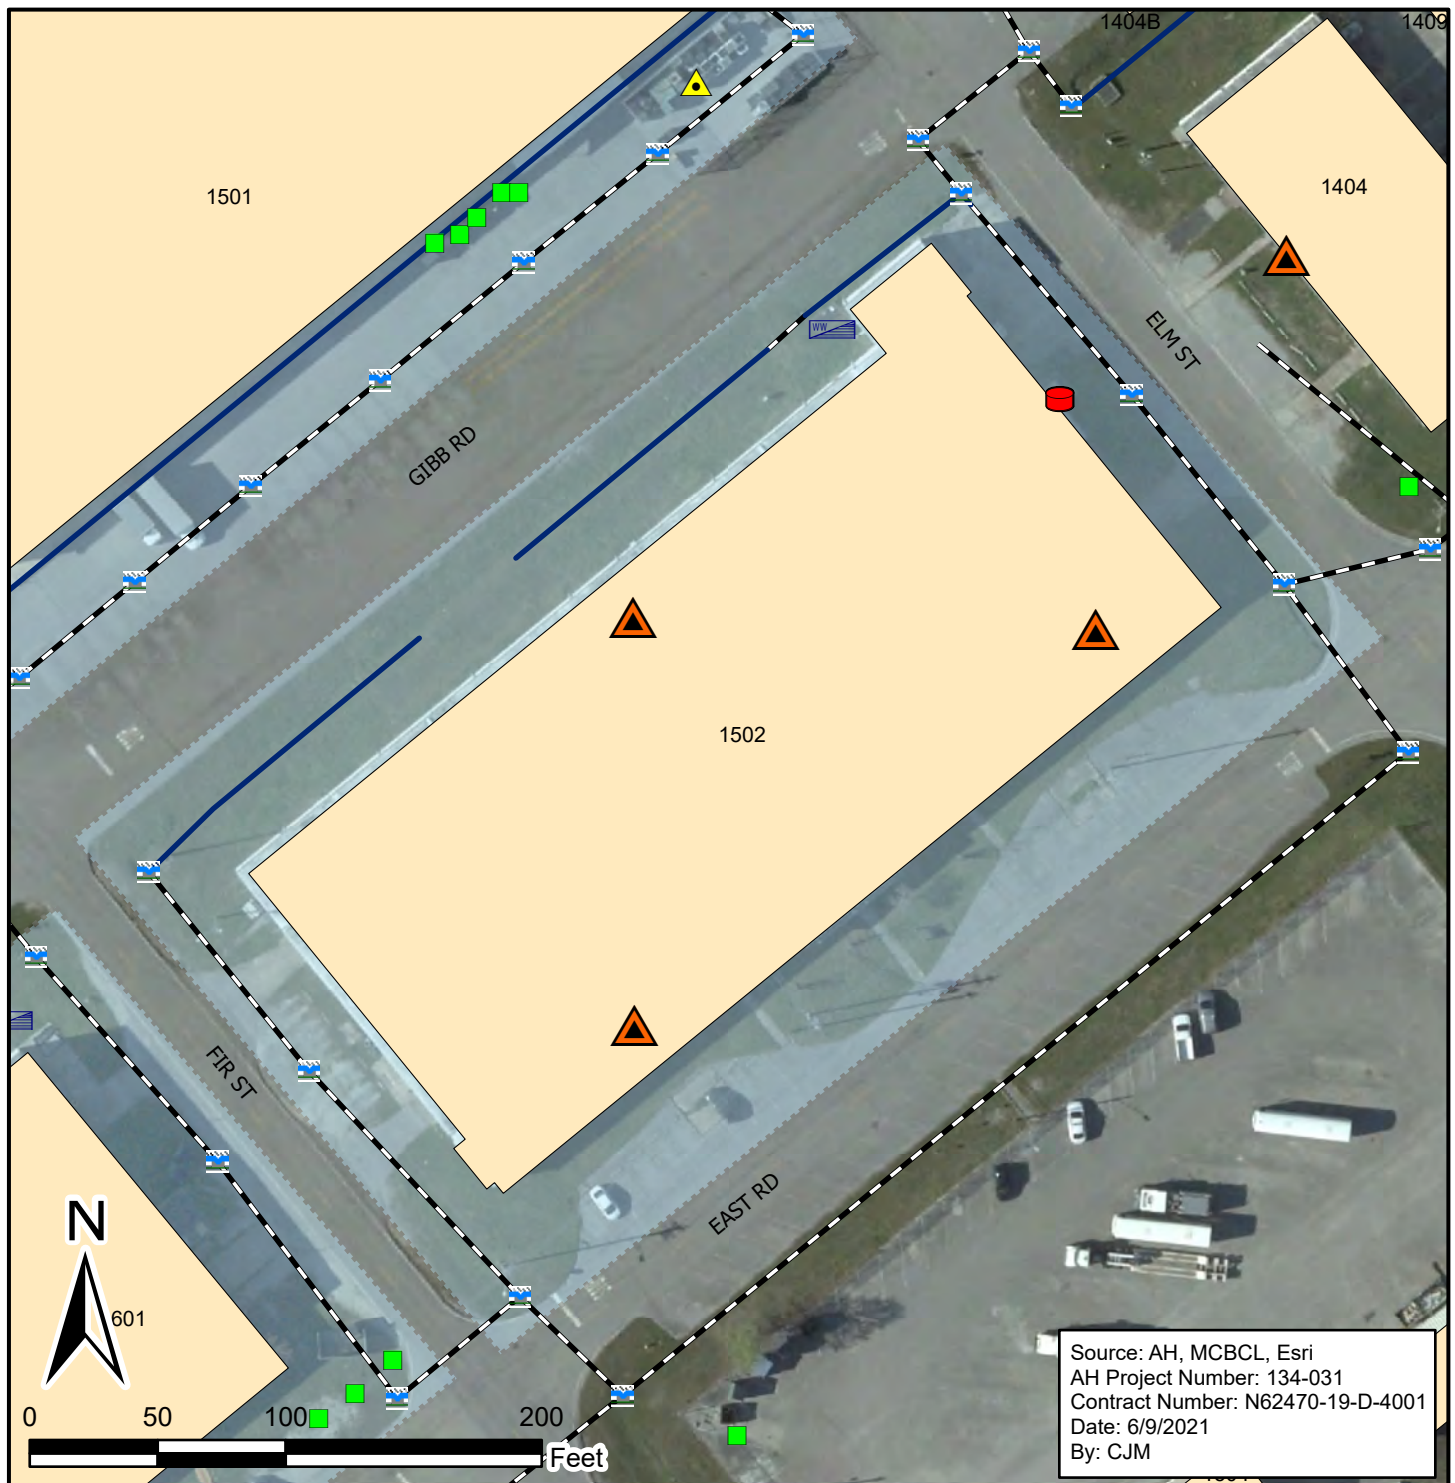 1404B
1409
1501
1404
WW
ELM ST
GIBB RD
1502
FIR ST
EAST RD
N
601
0 50 100 200
Feet
Source: AH, MCBCL, Esri
AH Project Number: 134-031
Contract Number: N62470-19-D-4001
Date: 6/9/2021
By: CJM